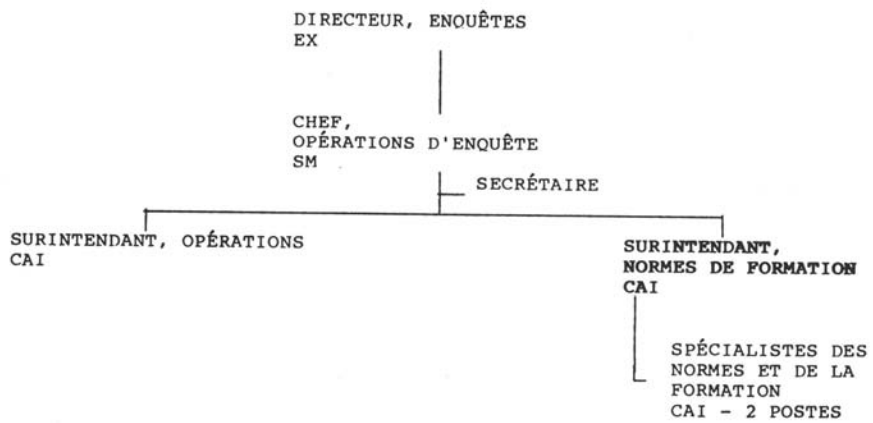 DIRECTEUR, ENQUÊTES
EX
CHEF,
OPÉRATIONS D'ENQUÊTE
SM
SECRÉTAIRE
SURINTENDANT, OPÉRATIONS
CAI
SURINTENDANT,
NORMES DE FORMATION
CAI
SPÉCIALISTES DES
NORMES ET DE LA
FORMATION
CAI - 2 POSTES